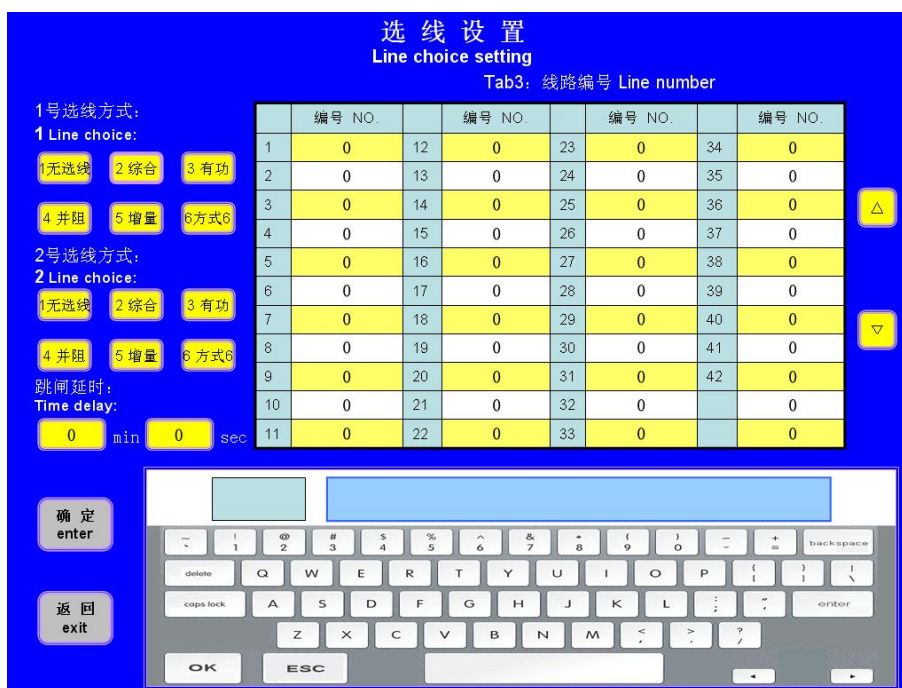 选线设置
Line choice setting
Tab3：线路编号 Line number
1号选线方式：
1 Line choice:
1无选线 2综合 3有功
4并阻 5增量 6方式6
2号选线方式：
2 Line choice:
1无选线 2综合 3有功
4并阻 5增量 6方式6
跳闸延时：
Time delay:
0 min 0 sec
编号 NO. 编号 NO. 编号 NO. 编号 NO.
1 0 12 0 23 0 34 0
2 0 13 0 24 0 35 0
3 0 14 0 25 0 36 0
4 0 15 0 26 0 37 0
5 0 16 0 27 0 38 0
6 0 17 0 28 0 39 0
7 0 18 0 29 0 40 0
8 0 19 0 30 0 41 0
9 0 20 0 31 0 42 0
10 0 21 0 32 0 0
11 0 22 0 33 0 0
△
▽
确定
enter
返回
exit
~ ! @ # $ % ^ & * ( ) _ +
` 1 2 3 4 5 6 7 8 9 0 - = backspace
delete Q W E R T Y U I O P { [ } ] | \
caps lock A S D F G H J K L : ; " ' enter
Z X C V B N M < , > . ? /
OK ESC